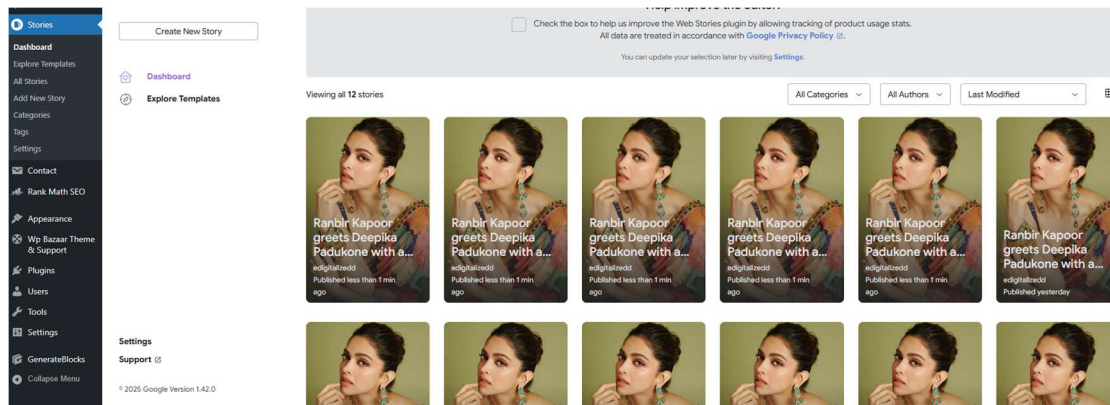 Stories
Dashboard
Explore Templates
All Stories
Add New Story
Categories
Tags
Settings
Contact
Rank Math SEO
Appearance
Wp Bazaar Theme
& Support
Plugins
Users
Tools
Settings
GenerateBlocks
Collapse Menu
Create New Story
Dashboard
Explore Templates
Settings
Support
© 2025 Google Version 1.42.0
Help improve the editor!
Check the box to help us improve the Web Stories plugin by allowing tracking of product usage stats.
All data are treated in accordance with Google Privacy Policy.
You can update your selection later by visiting Settings.
Viewing all 12 stories
All Categories
All Authors
Last Modified
Ranbir Kapoor
greets Deepika
Padukone with a...
edigitalizedd
Published less than 1 min
ago
Ranbir Kapoor
greets Deepika
Padukone with a...
edigitalizedd
Published less than 1 min
ago
Ranbir Kapoor
greets Deepika
Padukone with a...
edigitalizedd
Published less than 1 min
ago
Ranbir Kapoor
greets Deepika
Padukone with a...
edigitalizedd
Published less than 1 min
ago
Ranbir Kapoor
greets Deepika
Padukone with a...
edigitalizedd
Published less than 1 min
ago
Ranbir Kapoor
greets Deepika
Padukone with a...
edigitalizedd
Published yesterday